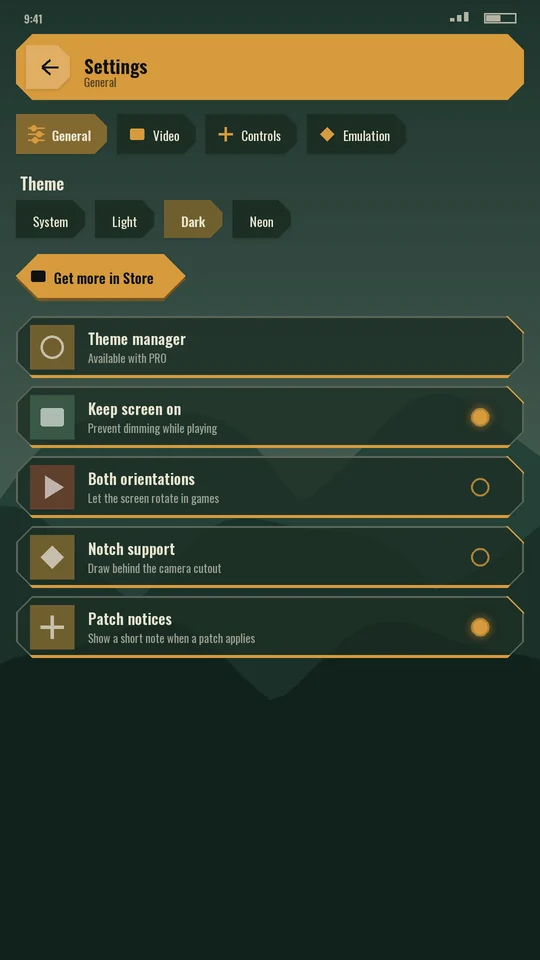 9:41
Settings
General
General
Video
Controls
Emulation
Theme
System
Light
Dark
Neon
Get more in Store
Theme manager
Available with PRO
Keep screen on
Prevent dimming while playing
Both orientations
Let the screen rotate in games
Notch support
Draw behind the camera cutout
Patch notices
Show a short note when a patch applies